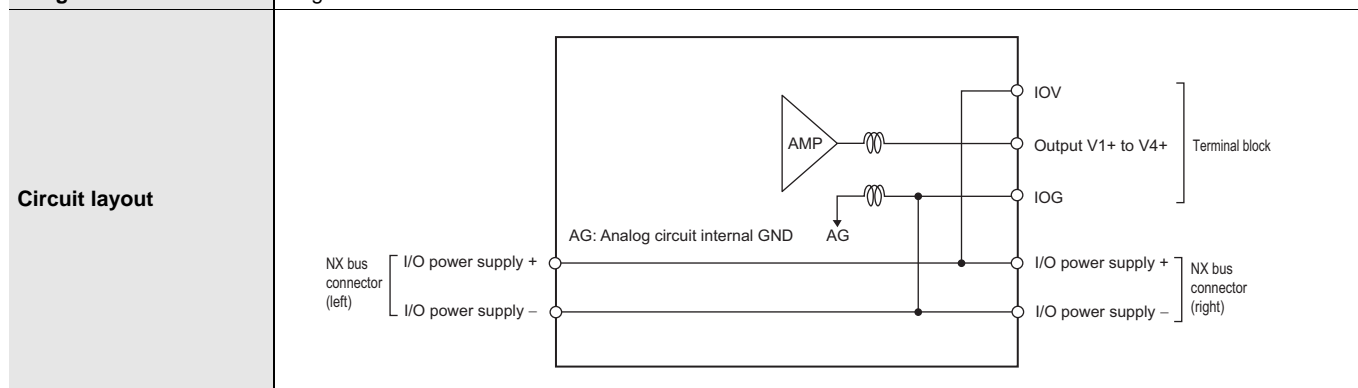 Circuit layout
IOV
AMP
Output V1+ to V4+
Terminal block
IOG
AG: Analog circuit internal GND
AG
NX bus
connector
(left)
I/O power supply +
I/O power supply –
I/O power supply +
I/O power supply –
NX bus
connector
(right)